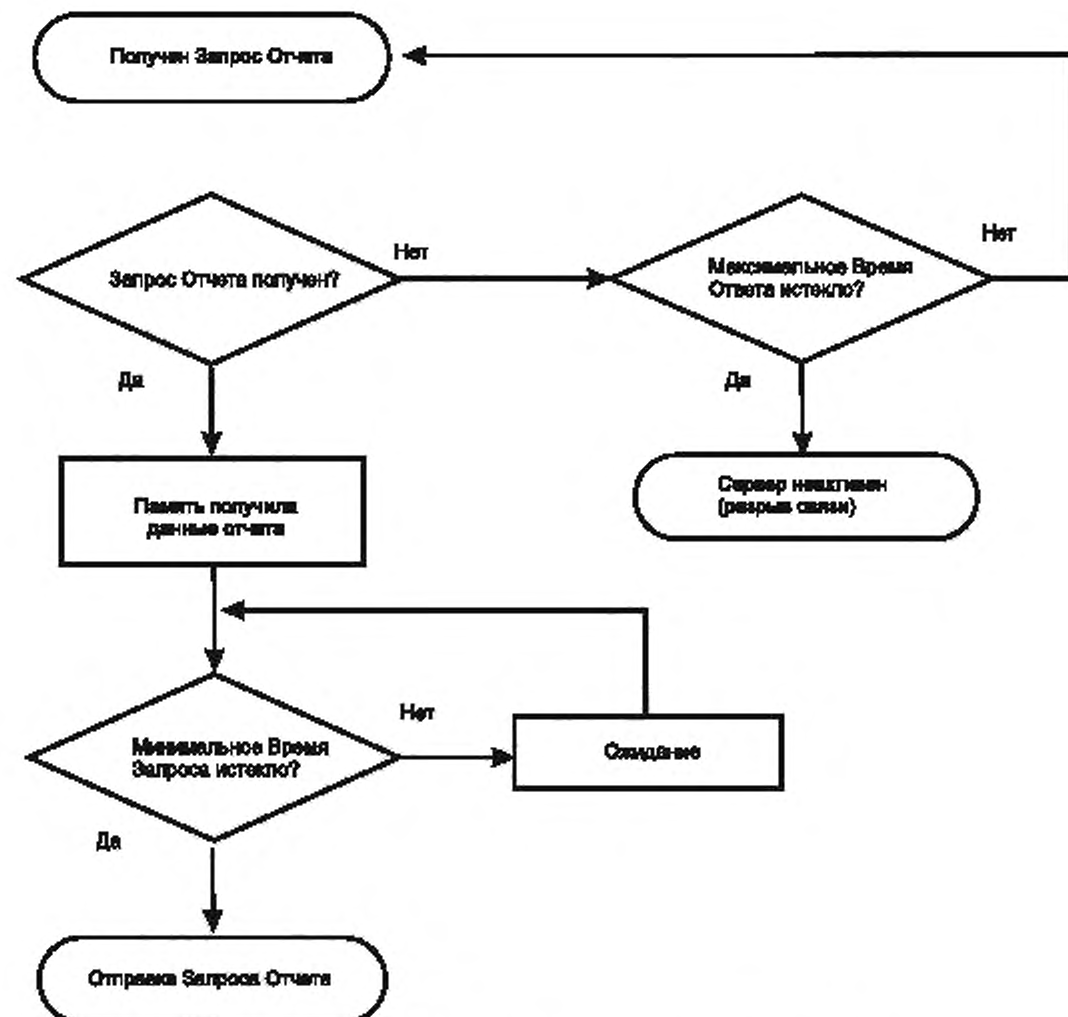 Получен Запрос Отчета
Запрос Отчета получен?
Нет
Максимальное Время
Ответа истекло?
Нет
Да
Да
Память получила
данные отчета
Сервер неактивен
(разрыв связи)
Минимальное Время
Запроса истекло?
Нет
Ожидание
Да
Отправка Запроса Отчета